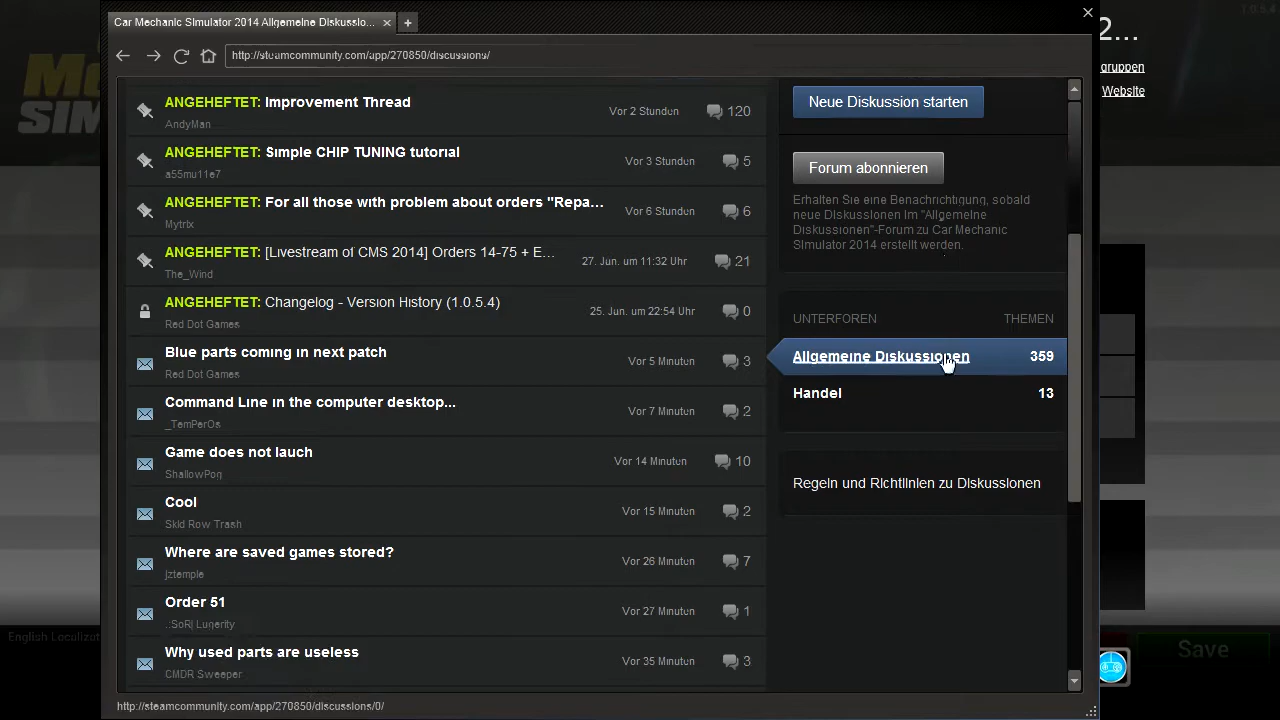 Car Mechanic Simulator 2014 Allgemeine Diskussio...
http://steamcommunity.com/app/270850/discussions/
ANGEHEFTET: Improvement Thread
AndyMan
Vor 2 Stunden
120
ANGEHEFTET: Simple CHIP TUNING tutorial
a55mu11e7
Vor 3 Stunden
5
ANGEHEFTET: For all those with problem about orders "Repa...
Mytrix
Vor 6 Stunden
6
ANGEHEFTET: [Livestream of CMS 2014] Orders 14-75 + E...
The_Wind
27. Jun. um 11:32 Uhr
21
ANGEHEFTET: Changelog - Version History (1.0.5.4)
Red Dot Games
25. Jun. um 22:54 Uhr
0
Blue parts coming in next patch
Red Dot Games
Vor 5 Minuten
3
Command Line in the computer desktop...
_TemPerOs
Vor 7 Minuten
2
Game does not lauch
ShallowPog
Vor 14 Minuten
10
Cool
Skid Row Trash
Vor 15 Minuten
2
Where are saved games stored?
jztemple
Vor 26 Minuten
7
Order 51
.:SoR| Lugerity
Vor 27 Minuten
1
Why used parts are useless
CMDR Sweeper
Vor 35 Minuten
3
Neue Diskussion starten
Forum abonnieren
Erhalten Sie eine Benachrichtigung, sobald
neue Diskussionen im "Allgemeine
Diskussionen"-Forum zu Car Mechanic
Simulator 2014 erstellt werden.
UNTERFOREN THEMEN
Allgemeine Diskussionen 359
Handel 13
Regeln und Richtlinien zu Diskussionen
http://steamcommunity.com/app/270850/discussions/0/
2...
gruppen
Website
SIM
English Localizat
Save